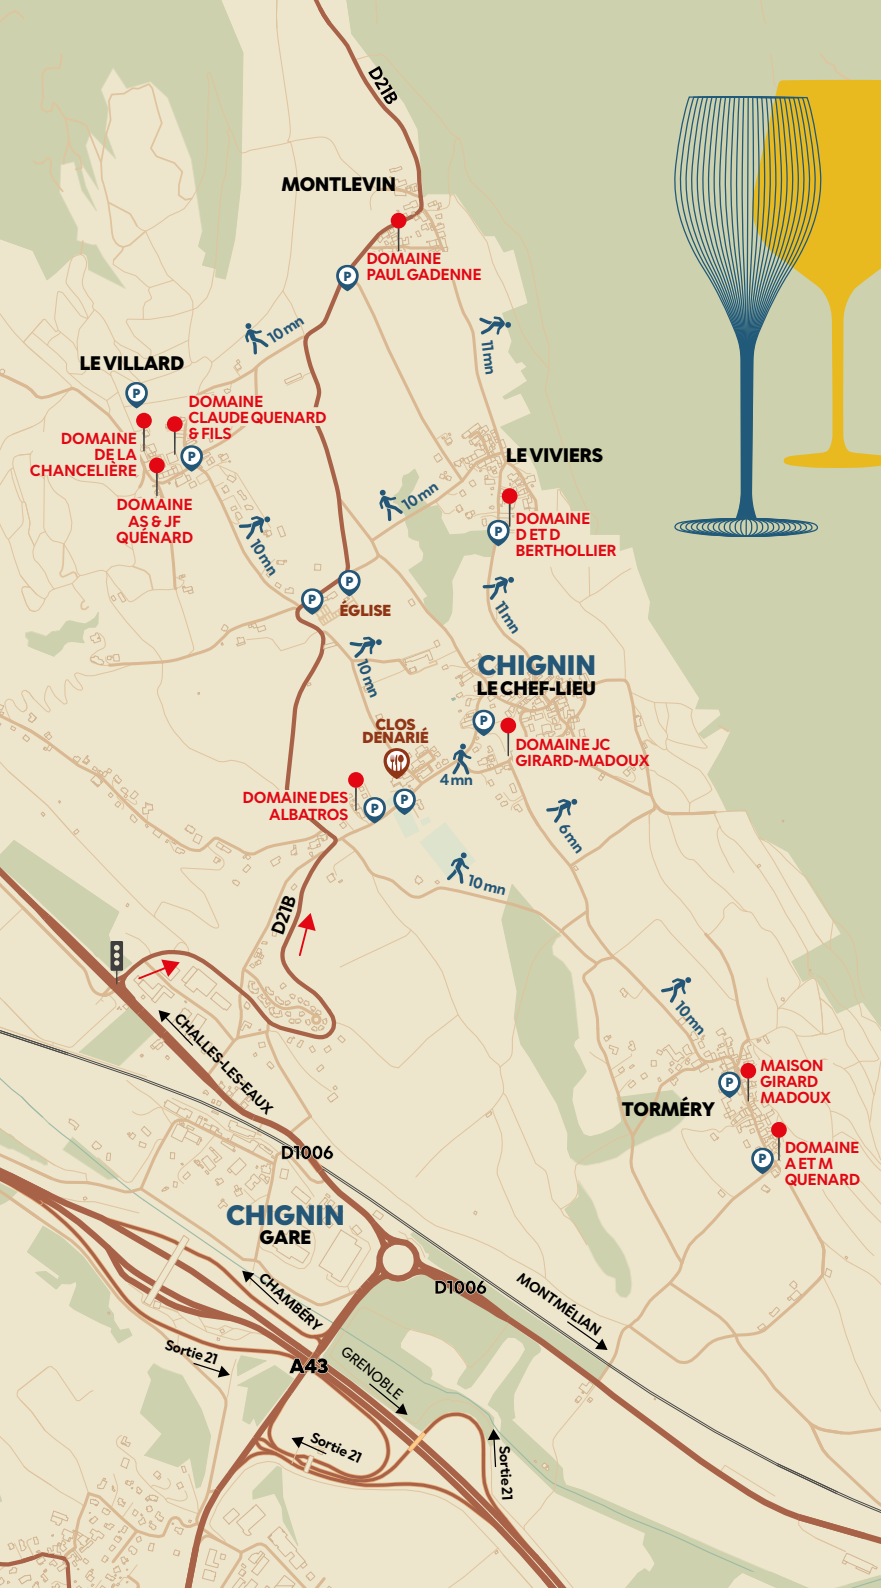 D21B
MONTLEVIN
DOMAINE
PAUL GADENNE
P
10 mn
11 mn
LE VILLARD
P
DOMAINE
CLAUDE QUENARD
& FILS
DOMAINE
DE LA
CHANCELIÈRE
P
LE VIVIERS
DOMAINE
AS & JF
QUÉNARD
10 mn
DOMAINE
D ET D
BERTHOLLIER
P
10 mn
P
P
ÉGLISE
11 mn
10 mn
CHIGNIN
LE CHEF-LIEU
P
CLOS
DENARIÉ
DOMAINE JC
GIRARD-MADOUX
4 mn
DOMAINE DES
ALBATROS
P
P
6 mn
10 mn
D21B
10 mn
CHALLES-LES-EAUX
MAISON
GIRARD
MADOUX
P
TORMÉRY
DOMAINE
A ET M
QUENARD
P
D1006
CHIGNIN
GARE
D1006
MONTMÉLIAN
CHAMBÉRY
Sortie 21
A43
GRENOBLE
Sortie 21
Sortie 21